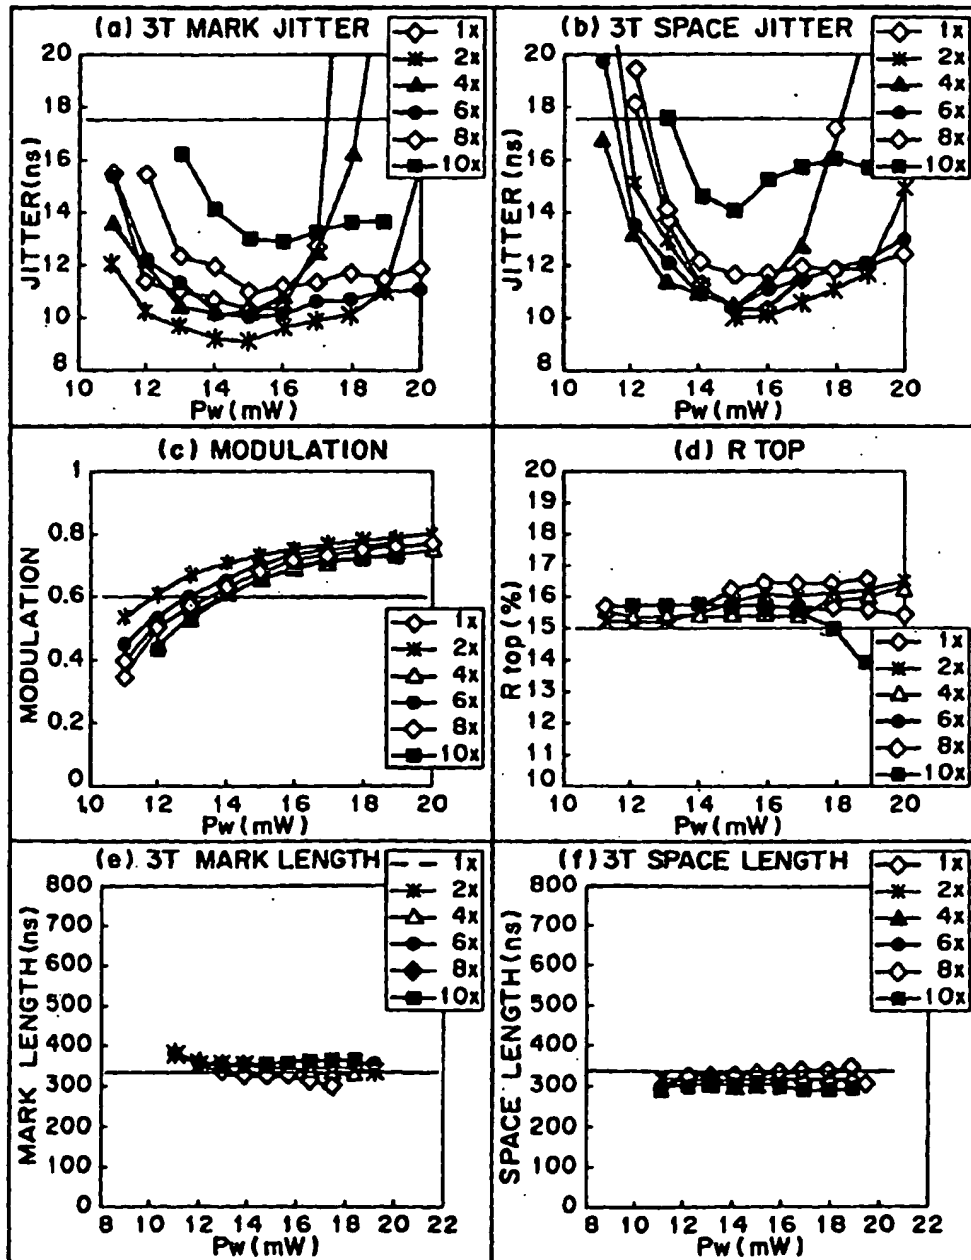 (a) 3T MARK JITTER
1x
2x
4x
6x
8x
10x
20
18
16
14
12
10
8
JITTER(ns)
10 12 14 16 18 20
Pw(mW)
(b) 3T SPACE JITTER
1x
2x
4x
6x
8x
10x
20
18
16
14
12
10
8
JITTER(ns)
10 12 14 16 18 20
Pw(mW)
(c) MODULATION
1
0.8
0.6
0.4
0.2
0
MODULATION
1x
2x
4x
6x
8x
10x
10 12 14 16 18 20
Pw(mW)
(d) R TOP
20
19
18
17
16
15
14
13
12
11
10
R top (%)
1x
2x
4x
6x
8x
10x
10 12 14 16 18 20
Pw(mW)
(e) 3T MARK LENGTH
1x
2x
4x
6x
8x
10x
800
700
600
500
400
300
200
100
0
MARK LENGTH(ns)
8 10 12 14 16 18 20 22
Pw(mW)
(f) 3T SPACE LENGTH
1x
2x
4x
6x
8x
10x
800
700
600
500
400
300
200
100
0
SPACE LENGTH(ns)
8 10 12 14 16 18 20 22
Pw(mW)